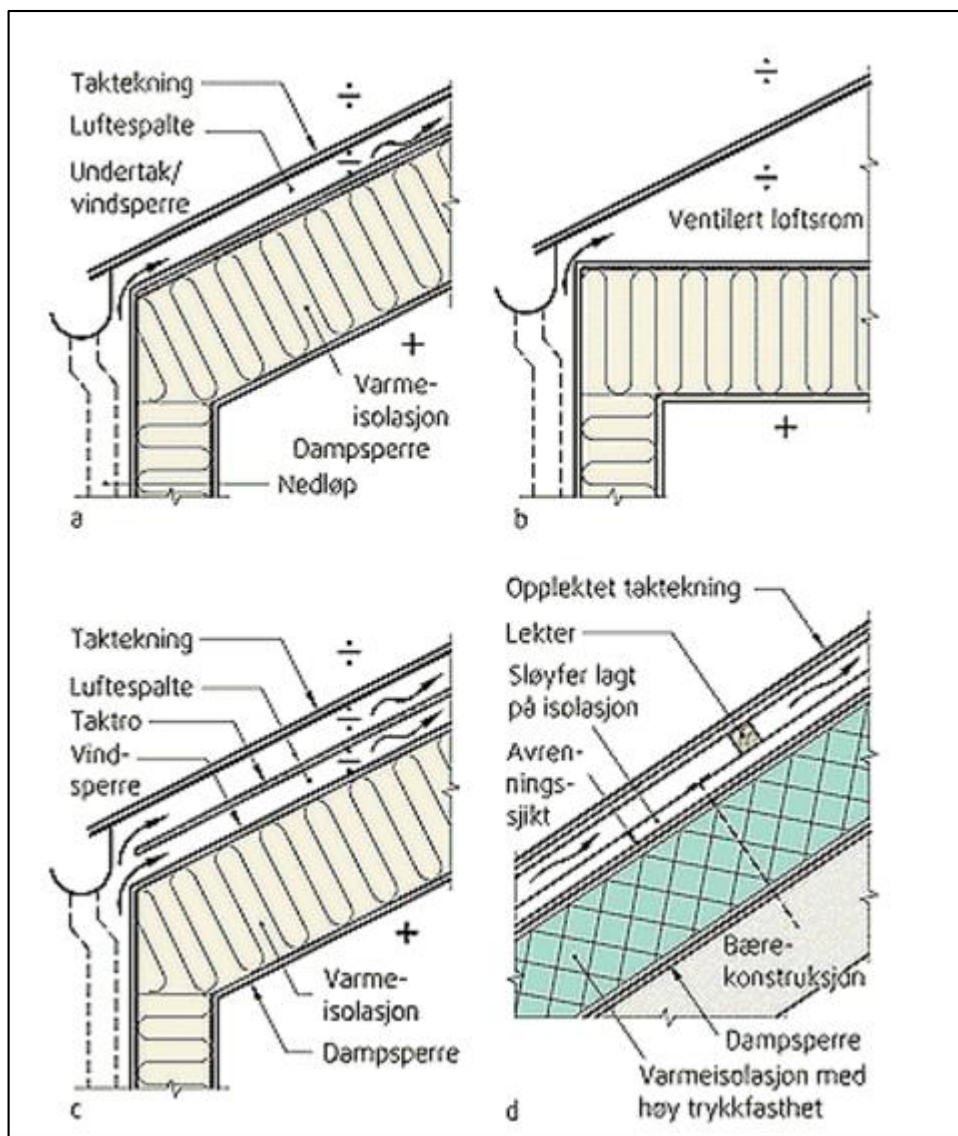 Taktekning
Luftespalte
Undertak/
vindsperre
÷
÷
+
Varme-
isolasjon
Dampsperre
Nedløp
a
÷
÷
Ventilert loftsrom
+
b
Taktekning
Luftespalte
Taktro
Vind-
sperre
÷
÷
÷
+
Varme-
isolasjon
Dampsperre
c
Opplektet taktekning
Lekter
Sløyfer lagt
på isolasjon
Avren-
nings-
sjikt
Bære-
konstruksjon
Dampsperre
Varmeisolasjon med
høy trykkfasthet
d